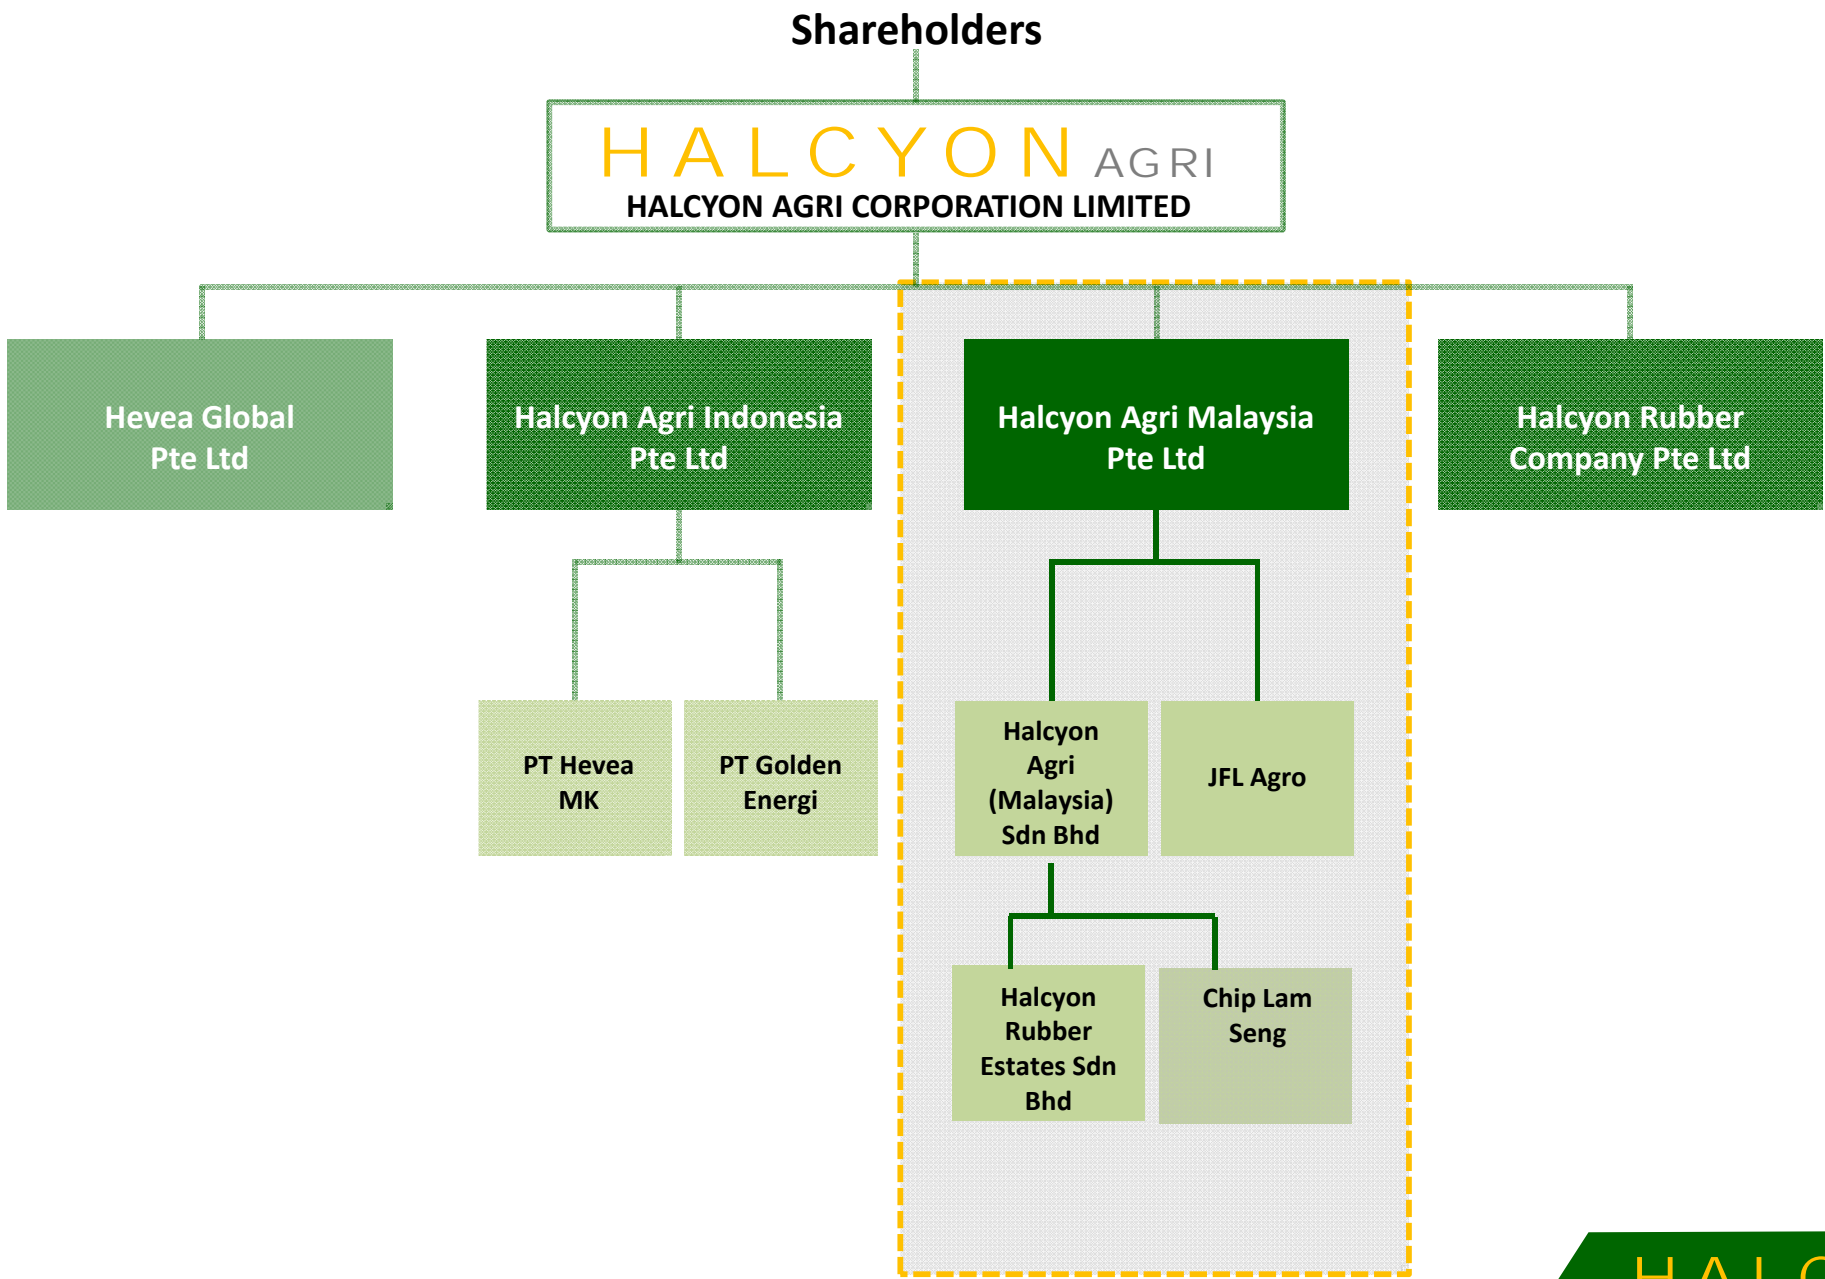 Shareholders
HALCYON AGRI
HALCYON AGRI CORPORATION LIMITED
Hevea Global
Pte Ltd
Halcyon Agri Indonesia
Pte Ltd
Halcyon Agri Malaysia
Pte Ltd
Halcyon Rubber
Company Pte Ltd
PT Hevea
MK
PT Golden
Energi
Halcyon
Agri
(Malaysia)
Sdn Bhd
JFL Agro
Halcyon
Rubber
Estates Sdn
Bhd
Chip Lam
Seng